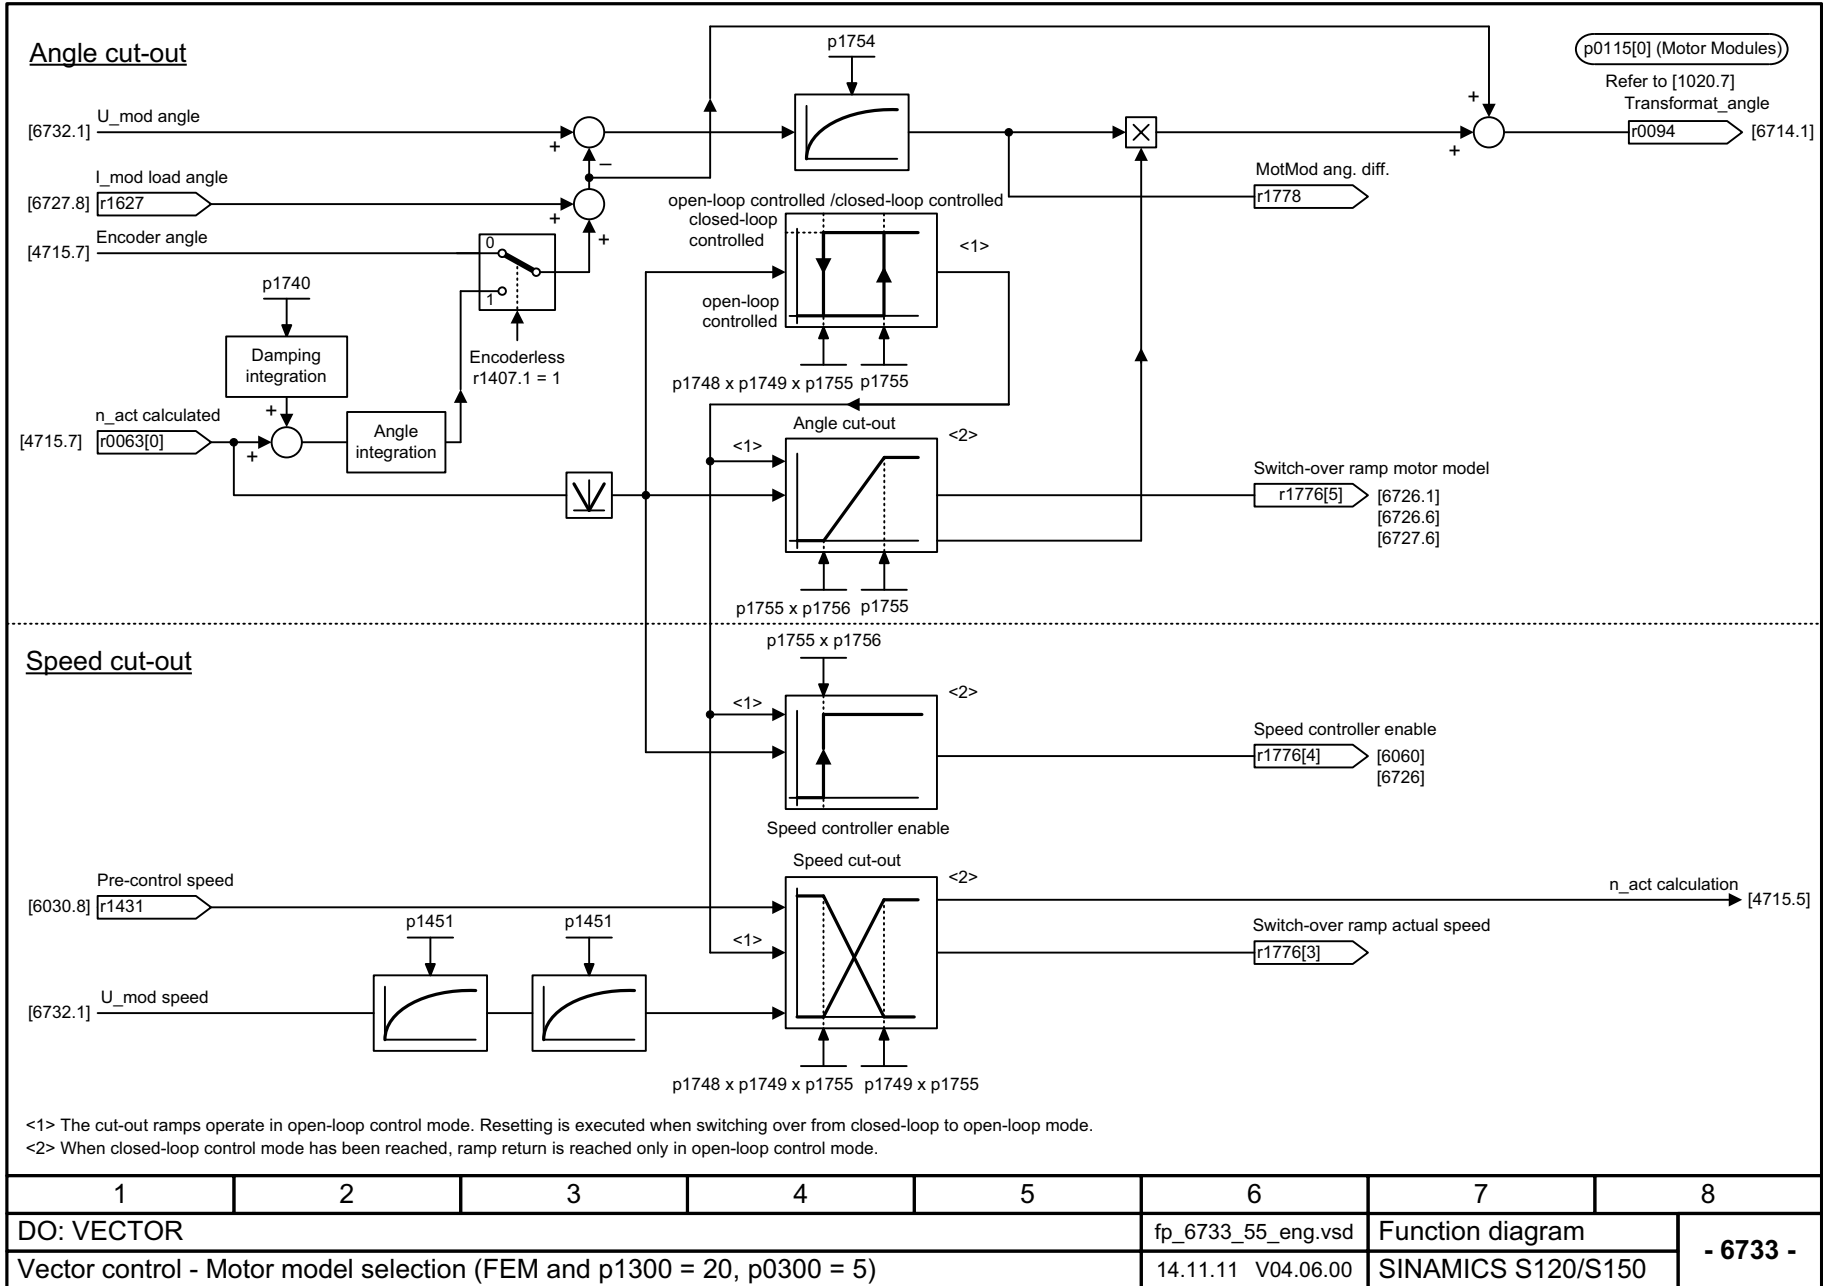 Angle cut-out
p1754
p0115[0] (Motor Modules)
Refer to [1020.7]
Transformat_angle
U_mod angle
[6732.1]
+
–
+
+
r0094
[6714.1]
I_mod load angle
[6727.8]
r1627
+
+
MotMod ang. diff.
r1778
open-loop controlled /closed-loop controlled
closed-loop
controlled
<1>
open-loop
controlled
p1748 x p1749 x p1755
p1755
Encoder angle
[4715.7]
0
1
Encoderless
r1407.1 = 1
p1740
Damping
integration
n_act calculated
[4715.7]
r0063[0]
+
+
Angle
integration
Angle cut-out
<1>
<2>
Switch-over ramp motor model
r1776[5]
[6726.1]
[6726.6]
[6727.6]
p1755 x p1756
p1755
Speed cut-out
p1755 x p1756
<1>
<2>
Speed controller enable
r1776[4]
[6060]
[6726]
Speed controller enable
Speed cut-out
Pre-control speed
[6030.8]
r1431
<2>
n_act calculation
[4715.5]
p1451
p1451
<1>
Switch-over ramp actual speed
r1776[3]
U_mod speed
[6732.1]
p1748 x p1749 x p1755
p1749 x p1755
<1> The cut-out ramps operate in open-loop control mode. Resetting is executed when switching over from closed-loop to open-loop mode.
<2> When closed-loop control mode has been reached, ramp return is reached only in open-loop control mode.
1 2 3 4 5 6 7 8
DO: VECTOR
fp_6733_55_eng.vsd
Function diagram
- 6733 -
Vector control - Motor model selection (FEM and p1300 = 20, p0300 = 5)
14.11.11 V04.06.00
SINAMICS S120/S150